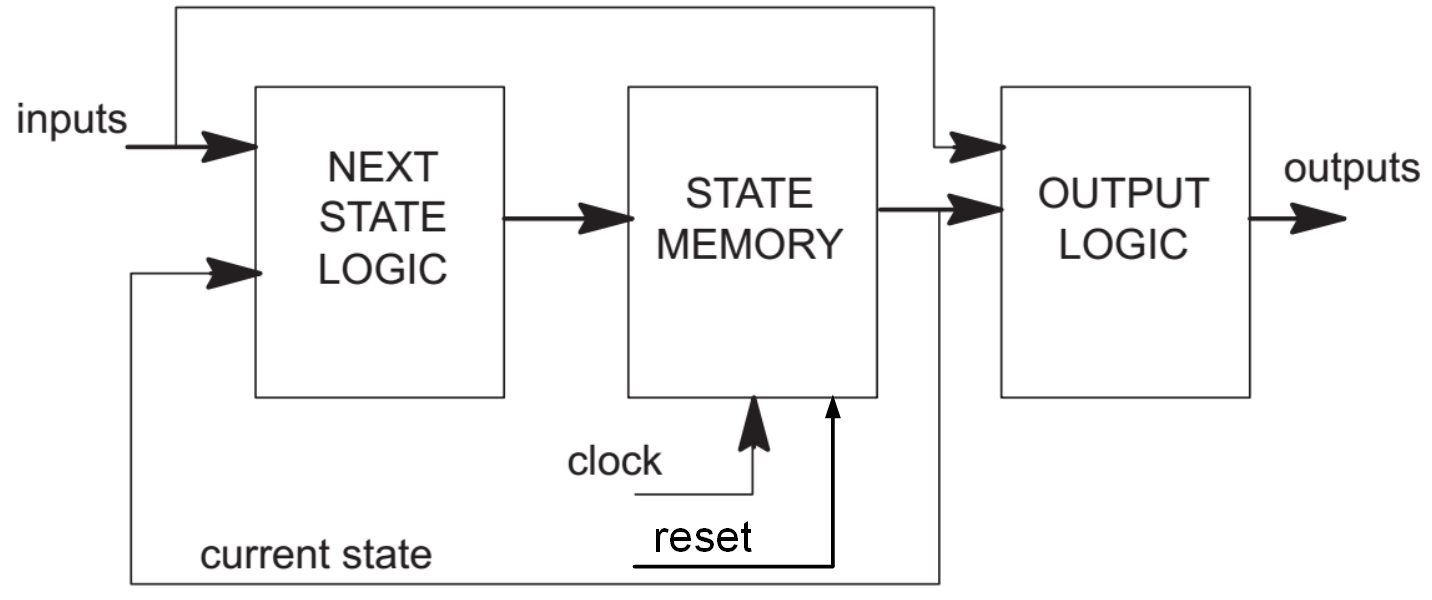 inputs
NEXT
STATE
LOGIC
STATE
MEMORY
OUTPUT
LOGIC
outputs
clock
reset
current state